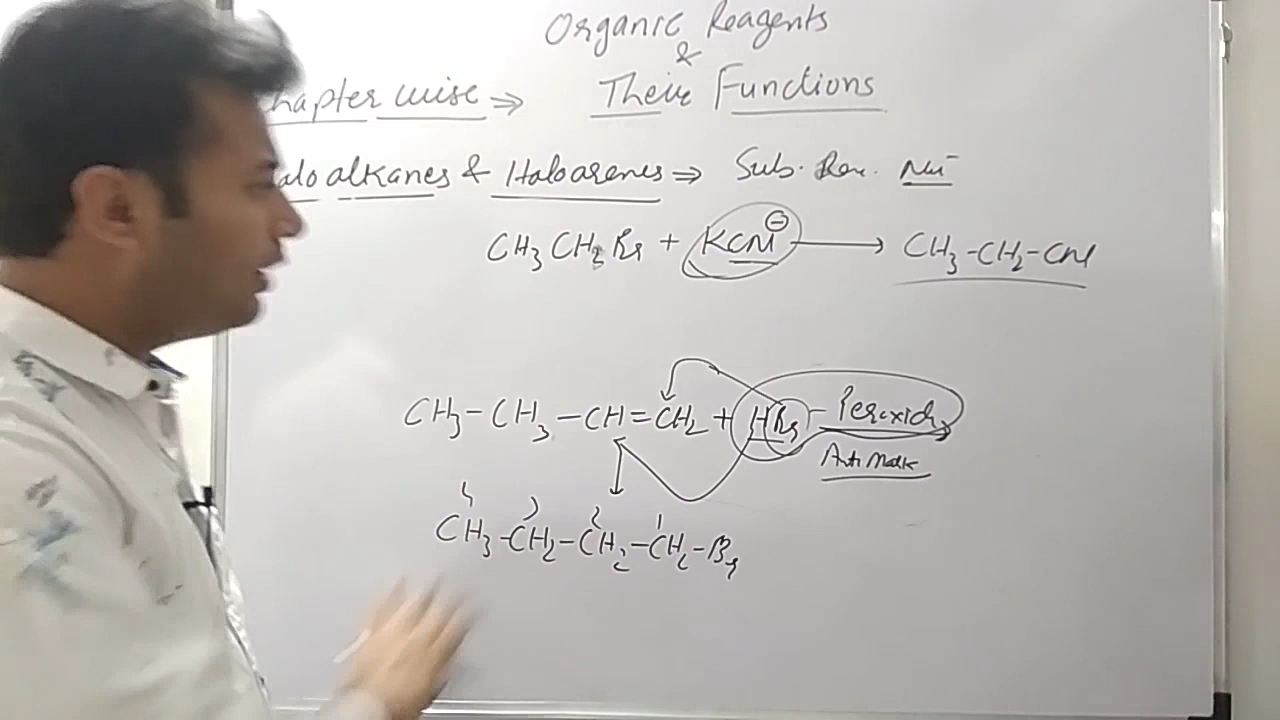 Organic Reagents
&
hapter wise ⇒ Their Functions
alo alkanes & Haloarenes ⇒ Sub. Rex. Nu⁻
CH₃CH₂Br + KCN⊖ → CH₃-CH₂-CN
CH₃-CH₃-CH=CH₂ + HBr - Peroxide
Anti Mark
CH₃-CH₂-CH₂-CH₂-Br